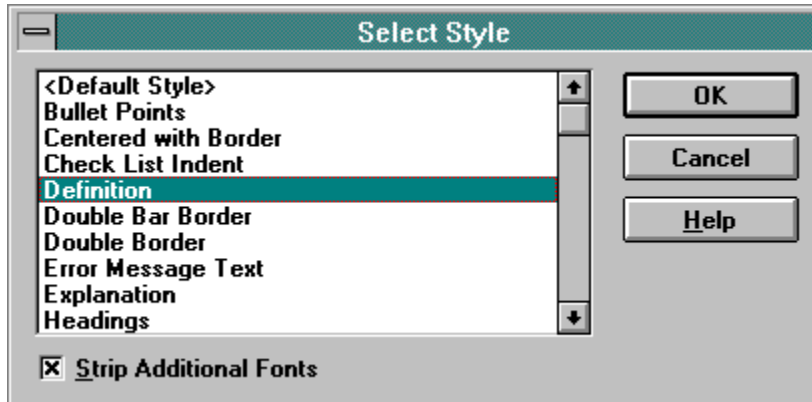 Select Style
<Default Style>
Bullet Points
Centered with Border
Check List Indent
Definition
Double Bar Border
Double Border
Error Message Text
Explanation
Headings
OK
Cancel
Help
Strip Additional Fonts